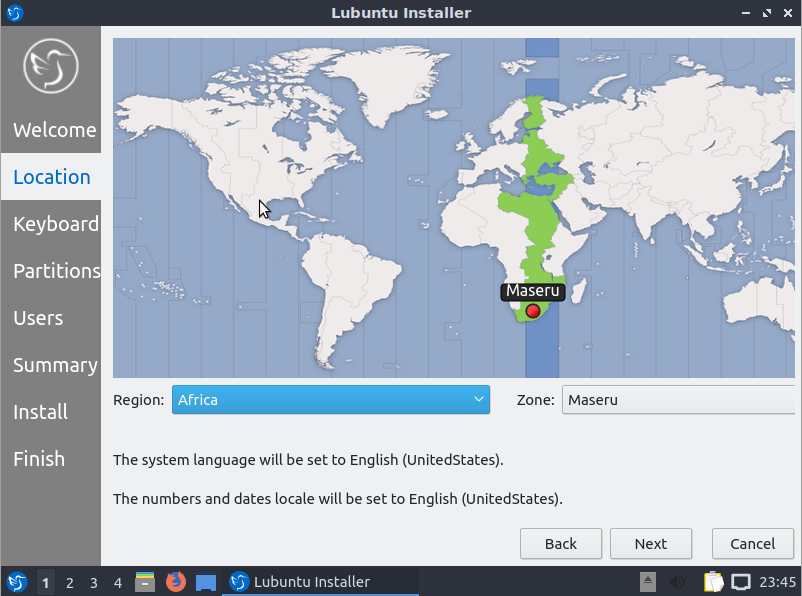 Lubuntu Installer
Welcome
Location
Keyboard
Partitions
Users
Summary
Install
Finish
Maseru
Region: Africa Zone: Maseru
The system language will be set to English (UnitedStates).
The numbers and dates locale will be set to English (UnitedStates).
Back Next Cancel
1 2 3 4 Lubuntu Installer 23:45